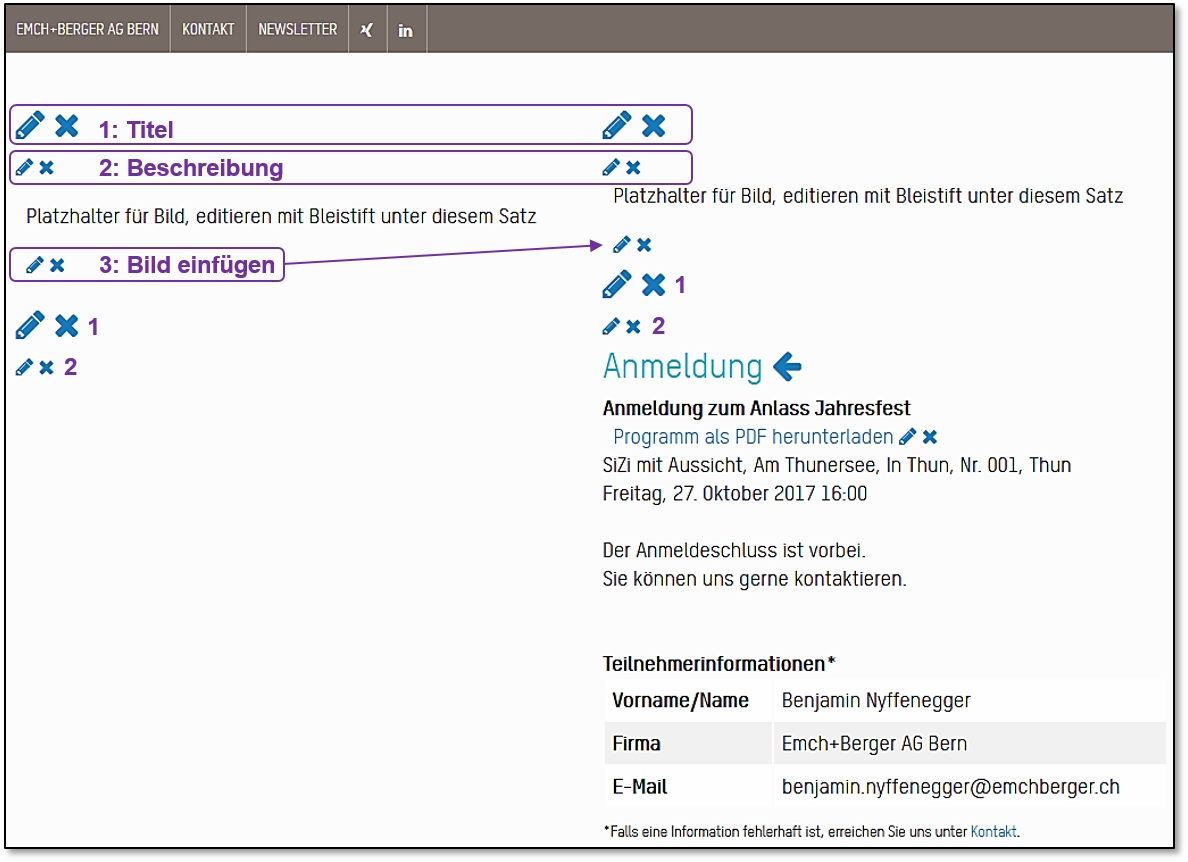 EMCH+BERGER AG BERN KONTAKT NEWSLETTER in
1: Titel
2: Beschreibung
Platzhalter für Bild, editieren mit Bleistift unter diesem Satz
3: Bild einfügen
1
2
Platzhalter für Bild, editieren mit Bleistift unter diesem Satz
1
2
Anmeldung
Anmeldung zum Anlass Jahresfest
Programm als PDF herunterladen
SiZi mit Aussicht, Am Thunersee, In Thun, Nr. 001, Thun
Freitag, 27. Oktober 2017 16:00
Der Anmeldeschluss ist vorbei.
Sie können uns gerne kontaktieren.
Teilnehmerinformationen*
Vorname/Name Benjamin Nyffenegger
Firma Emch+Berger AG Bern
E-Mail benjamin.nyffenegger@emchberger.ch
*Falls eine Information fehlerhaft ist, erreichen Sie uns unter Kontakt.